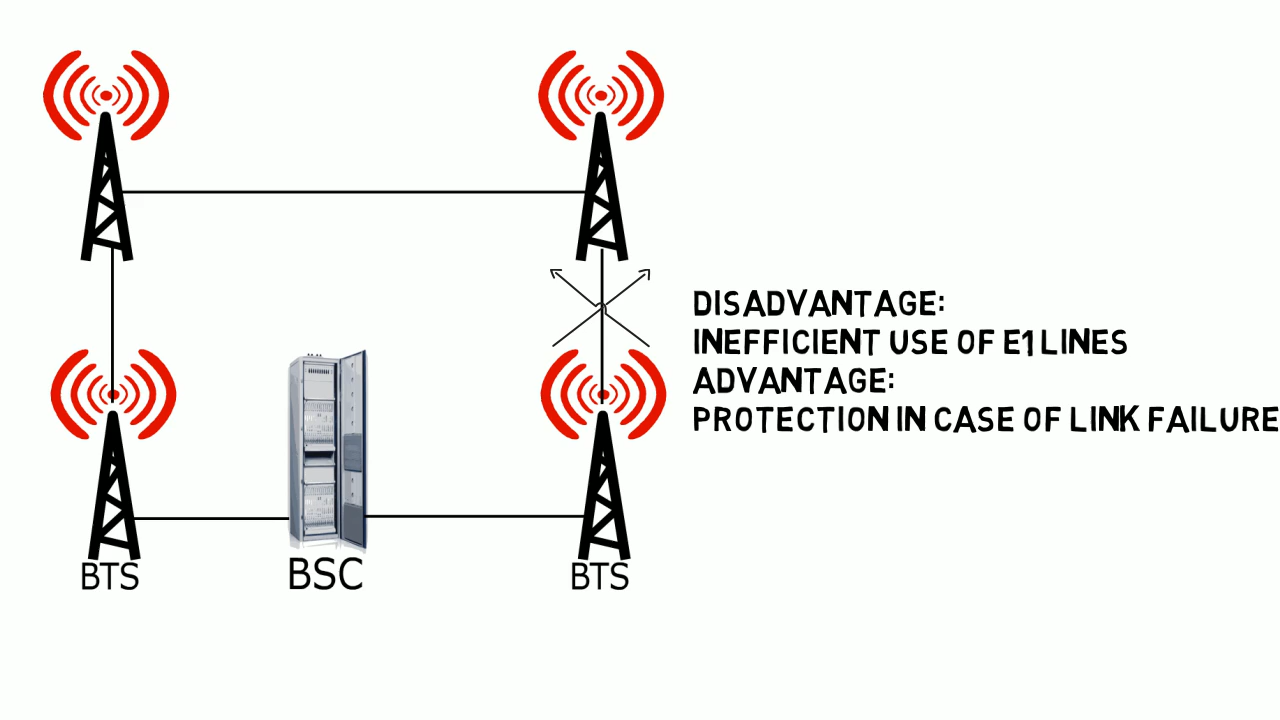 DISADVANTAGE:
INEFFICIENT USE OF E1 LINES
ADVANTAGE:
PROTECTION IN CASE OF LINK FAILURE
BTS
BSC
BTS